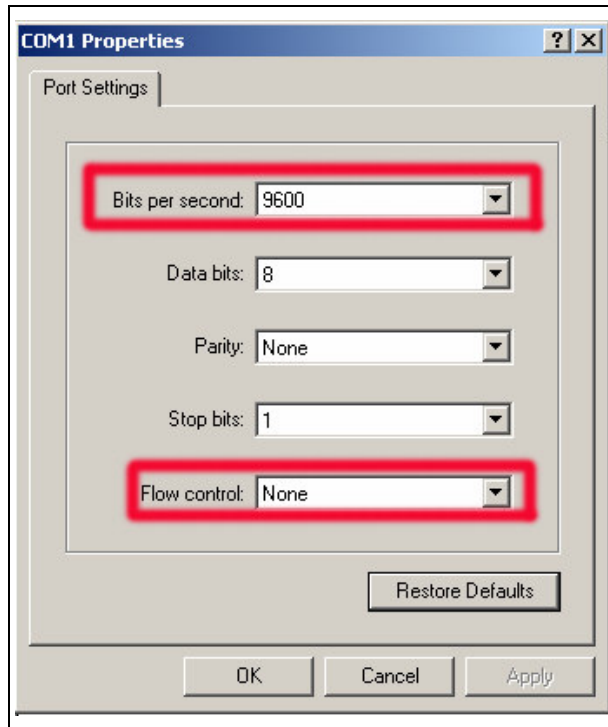 COM1 Properties
Port Settings
Bits per second: 9600
Data bits: 8
Parity: None
Stop bits: 1
Flow control: None
Restore Defaults
OK Cancel Apply